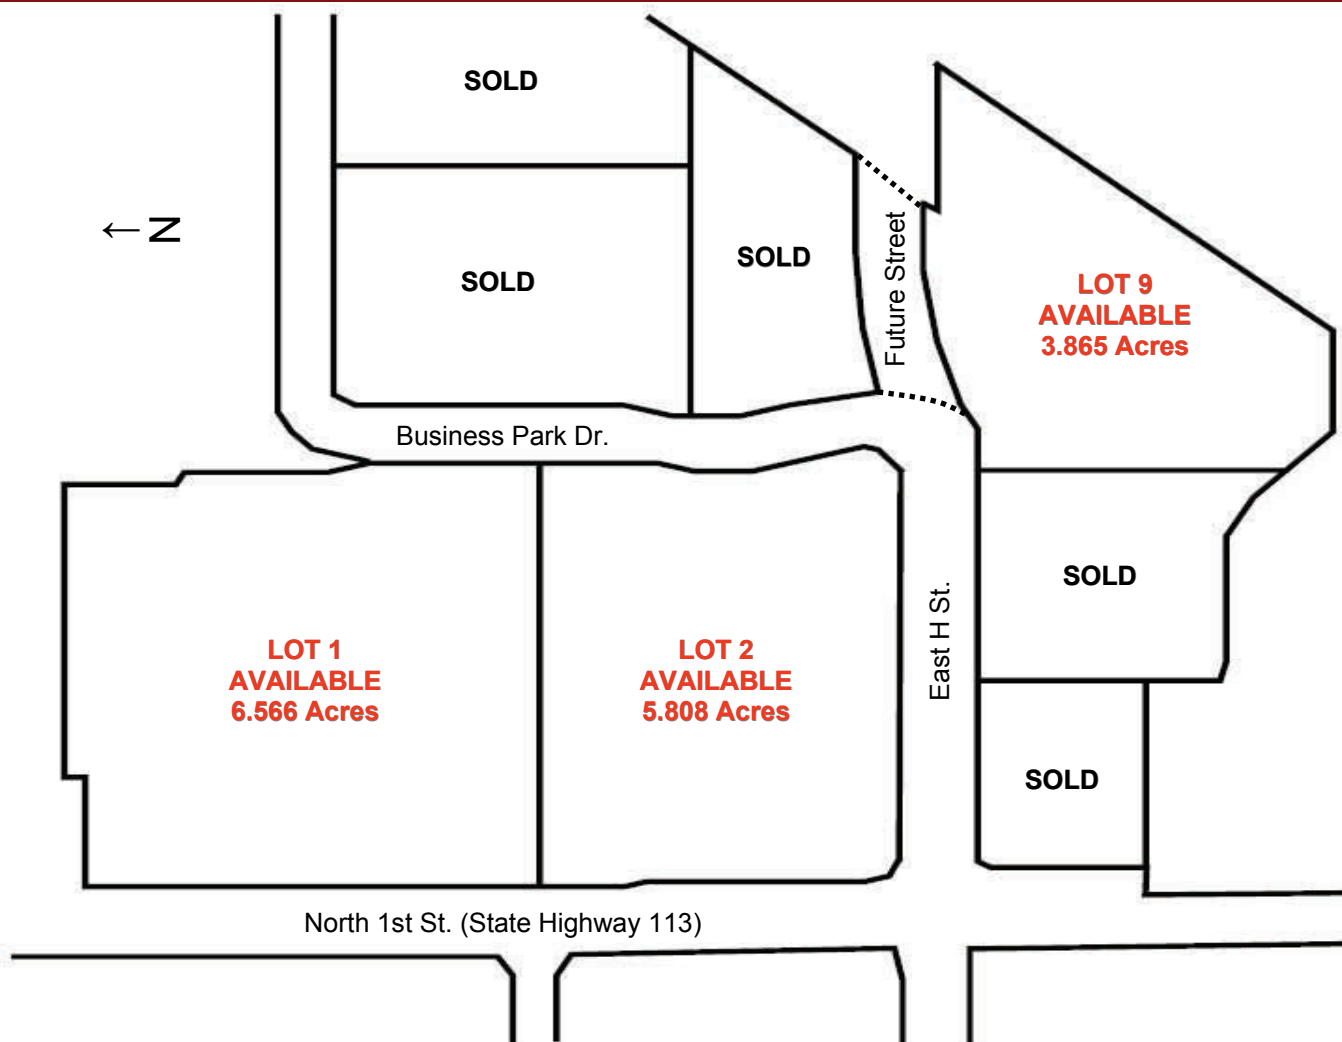 SOLD
SOLD
SOLD
N
Future Street
LOT 9
AVAILABLE
3.865 Acres
Business Park Dr.
SOLD
LOT 1
AVAILABLE
6.566 Acres
LOT 2
AVAILABLE
5.808 Acres
East H St.
SOLD
North 1st St. (State Highway 113)